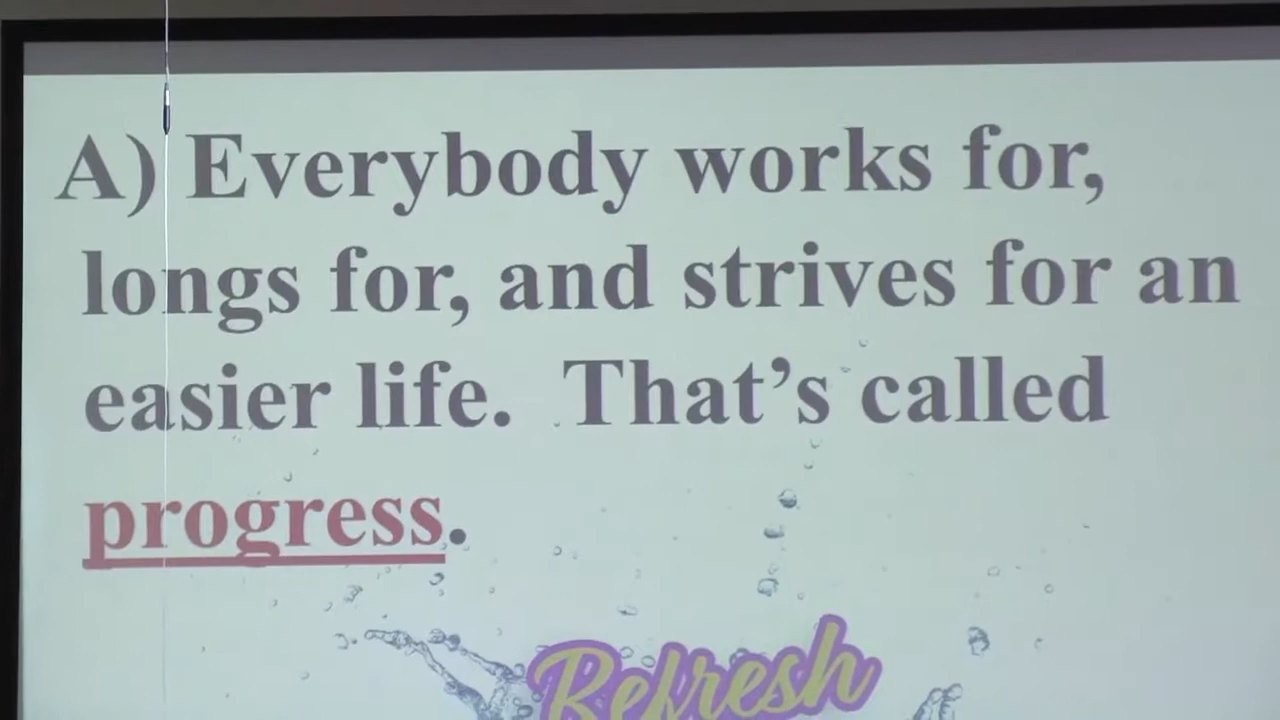 A) Everybody works for,
longs for, and strives for an
easier life.  That’s called
progress.
Refresh